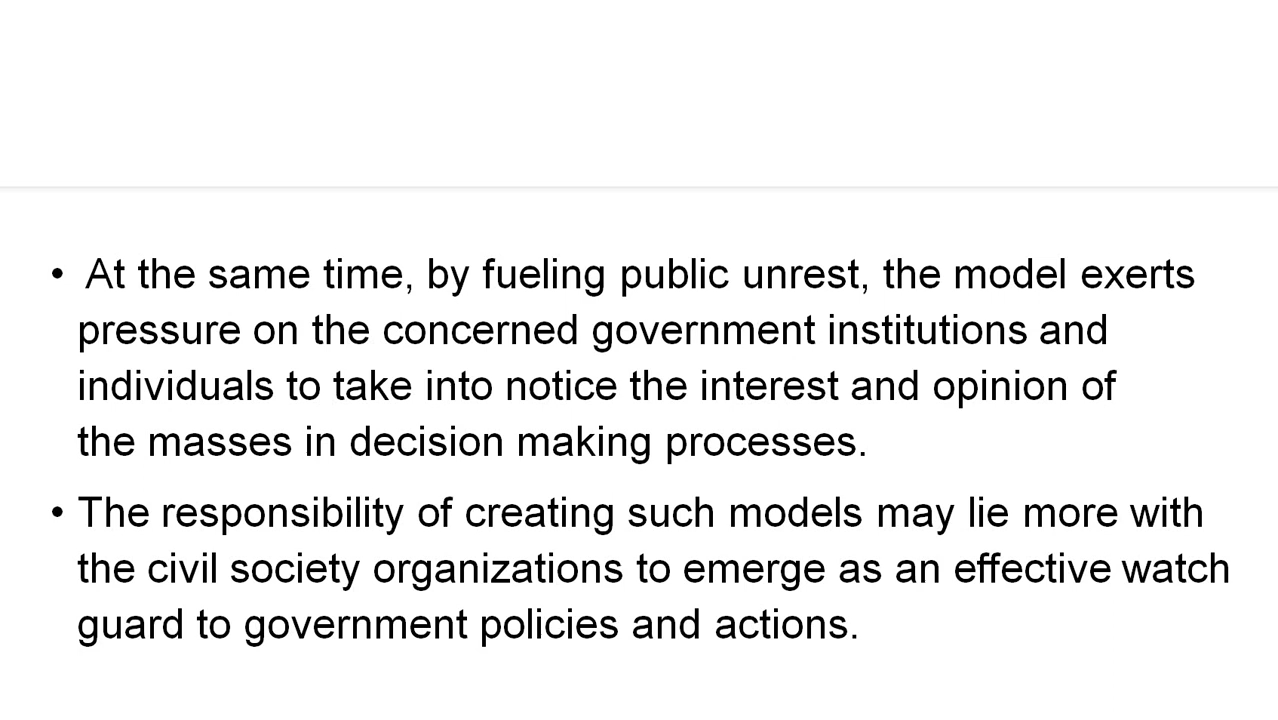 • At the same time, by fueling public unrest, the model exerts
pressure on the concerned government institutions and
individuals to take into notice the interest and opinion of
the masses in decision making processes.
• The responsibility of creating such models may lie more with
the civil society organizations to emerge as an effective watch
guard to government policies and actions.